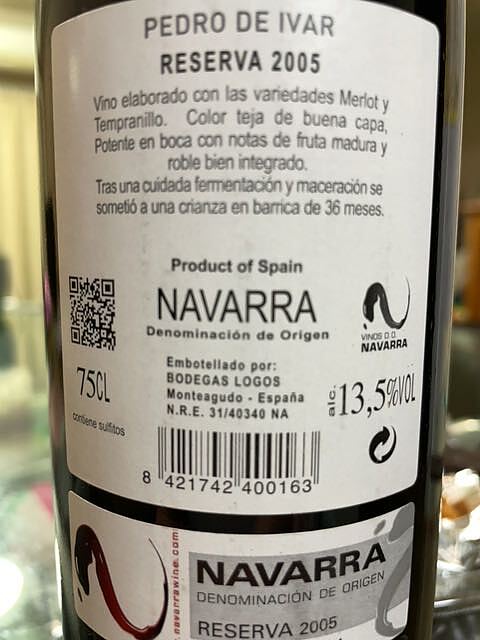 PEDRO DE IVAR
RESERVA 2005
Vino elaborado con las variedades Merlot y
Tempranillo. Color teja de buena capa,
Potente en boca con notas de fruta madura y
roble bien integrado.
Tras una cuidada fermentación y maceración se
sometió a una crianza en barrica de 36 meses.
Product of Spain
NAVARRA
Denominación de Origen
VINOS D.O.
NAVARRA
Embotellado por:
BODEGAS LOGOS
Monteagudo - España
N.R.E. 31/40340 NA
75CL
contiene sulfitos
alc. 13,5%VOL
8 421742 400163
www.navarrawine.com
NAVARRA
DENOMINACIÓN DE ORIGEN
RESERVA 2005